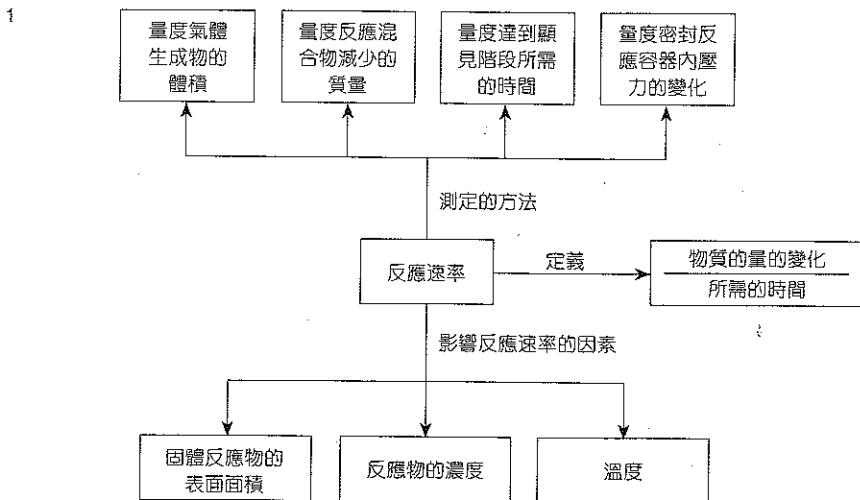 1
量度氣體
生成物的
體積
量度反應混
合物減少的
質量
量度達到顯
見階段所需
的時間
量度密封反
應容器內壓
力的變化
測定的方法
反應速率
定義
物質的量的變化
所需的時間
影響反應速率的因素
固體反應物的
表面面積
反應物的濃度
溫度